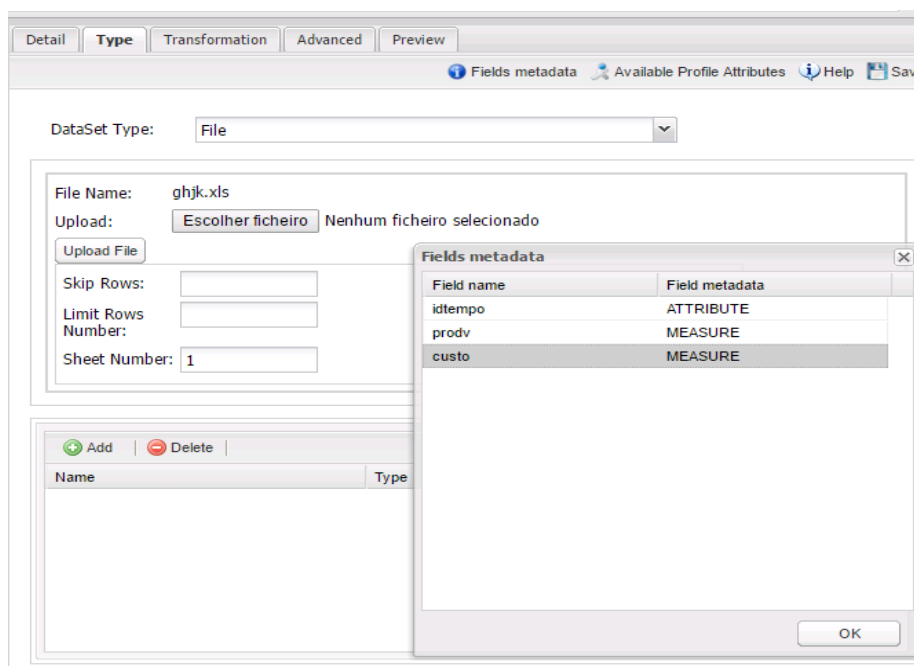 Detail Type Transformation Advanced Preview
Fields metadata Available Profile Attributes Help Sav
DataSet Type: File
File Name: ghjk.xls
Upload: Escolher ficheiro Nenhum ficheiro selecionado
Upload File
Skip Rows:
Limit Rows
Number:
Sheet Number: 1
Fields metadata
Field name Field metadata
idtempo ATTRIBUTE
prodv MEASURE
custo MEASURE
OK
Add Delete
Name Type